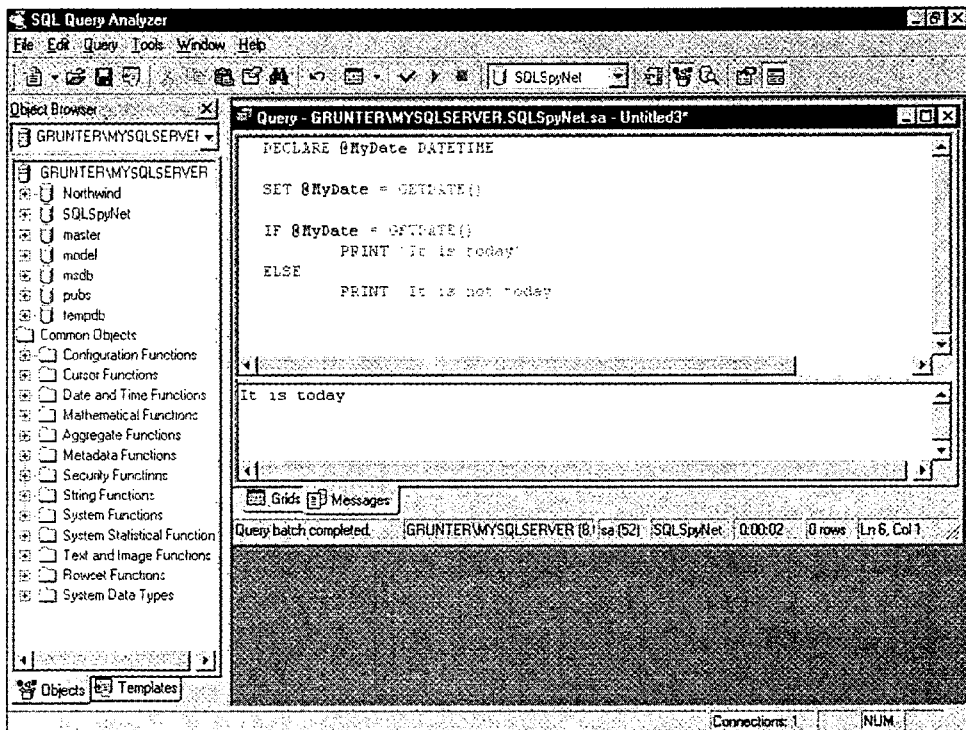 SQL Query Analyzer
File Edit Query Tools Window Help
SQLSpyNet
Object Browser
GRUNTER\MYSQLSERVEI
GRUNTER\MYSQLSERVER
Northwind
SQLSpyNet
master
model
msdb
pubs
tempdb
Common Objects
Configuration Functions
Cursor Functions
Date and Time Functions
Mathematical Functions
Aggregate Functions
Metadata Functions
Security Functions
String Functions
System Functions
System Statistical Function
Text and Image Functions
Rowset Functions
System Data Types
Objects Templates
Query - GRUNTER\MYSQLSERVER.SQLSpyNet.sa - Untitled3*
DECLARE @MyDate DATETIME
SET @MyDate = GETDATE()
IF @MyDate = GETDATE()
PRINT 'It is today'
ELSE
PRINT 'It is not today
It is today
Grids Messages
Query batch completed. GRUNTER\MYSQLSERVER (8. sa (52) SQLSpyNet 0:00:02 0 rows Ln 6, Col 1
Connections: 1 NUM